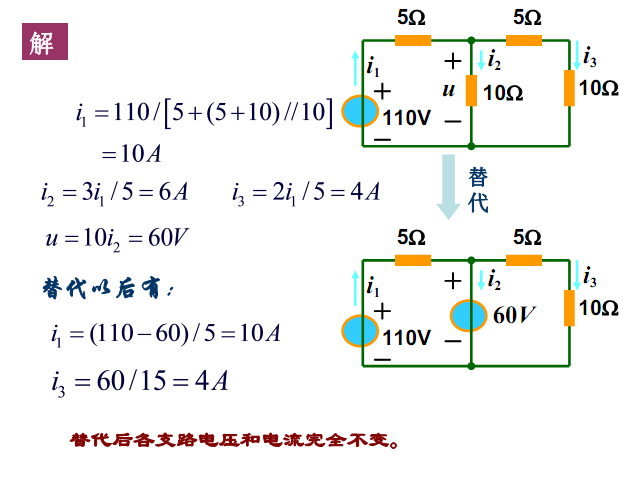 解
i₁ = 110 / [5 + (5 + 10) // 10]
= 10A
i₂ = 3i₁ / 5 = 6A
i₃ = 2i₁ / 5 = 4A
u = 10i₂ = 60V
替代以后有：
i₁ = (110 − 60) / 5 = 10A
i₃ = 60 / 15 = 4A
替代后各支路电压和电流完全不变。
5Ω 5Ω
i₁ + i₂ i₃
+ u 10Ω 10Ω
110V −
−
替
代
5Ω 5Ω
i₁ + i₂ i₃
+ 60V 10Ω
110V −
−